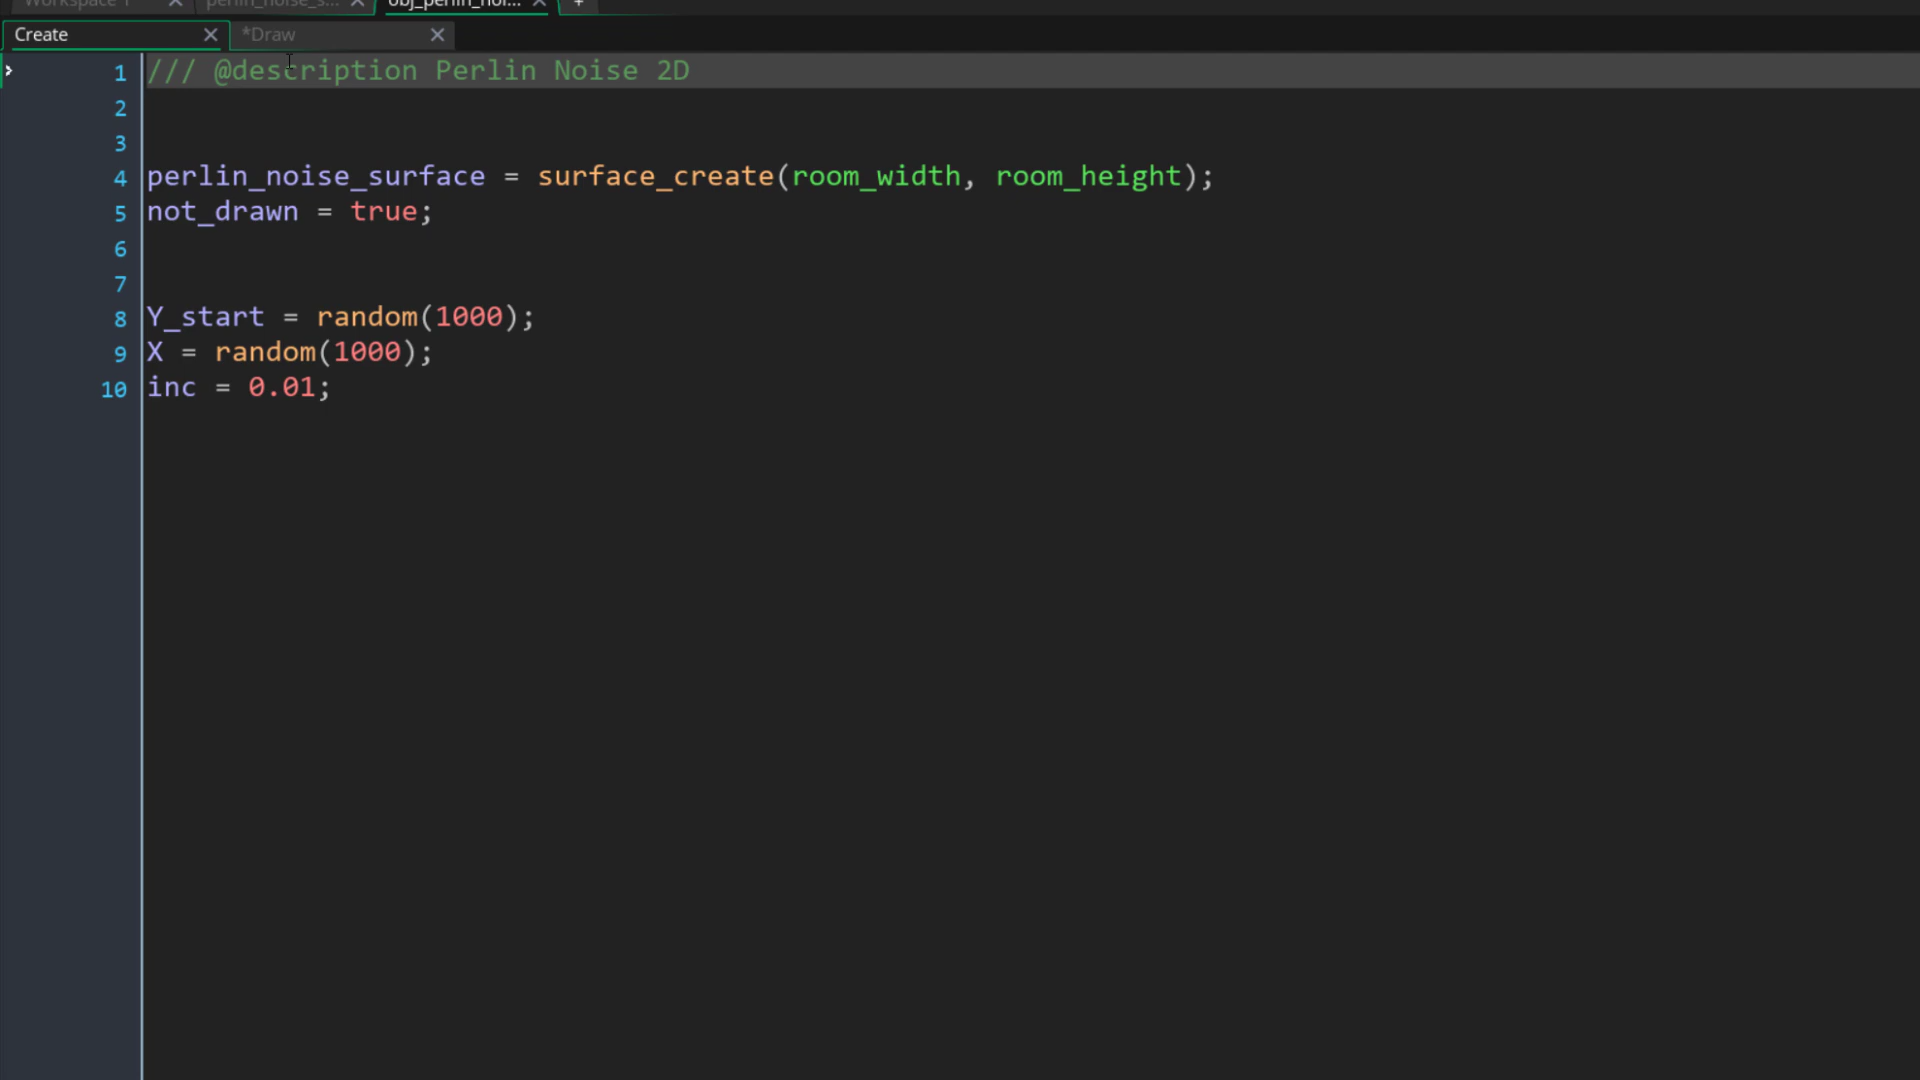 Workspace 1 perlin_noise_s... obj_perlin_noi... +
Create *Draw
1 /// @description Perlin Noise 2D
2
3
4 perlin_noise_surface = surface_create(room_width, room_height);
5 not_drawn = true;
6
7
8 Y_start = random(1000);
9 X = random(1000);
10 inc = 0.01;